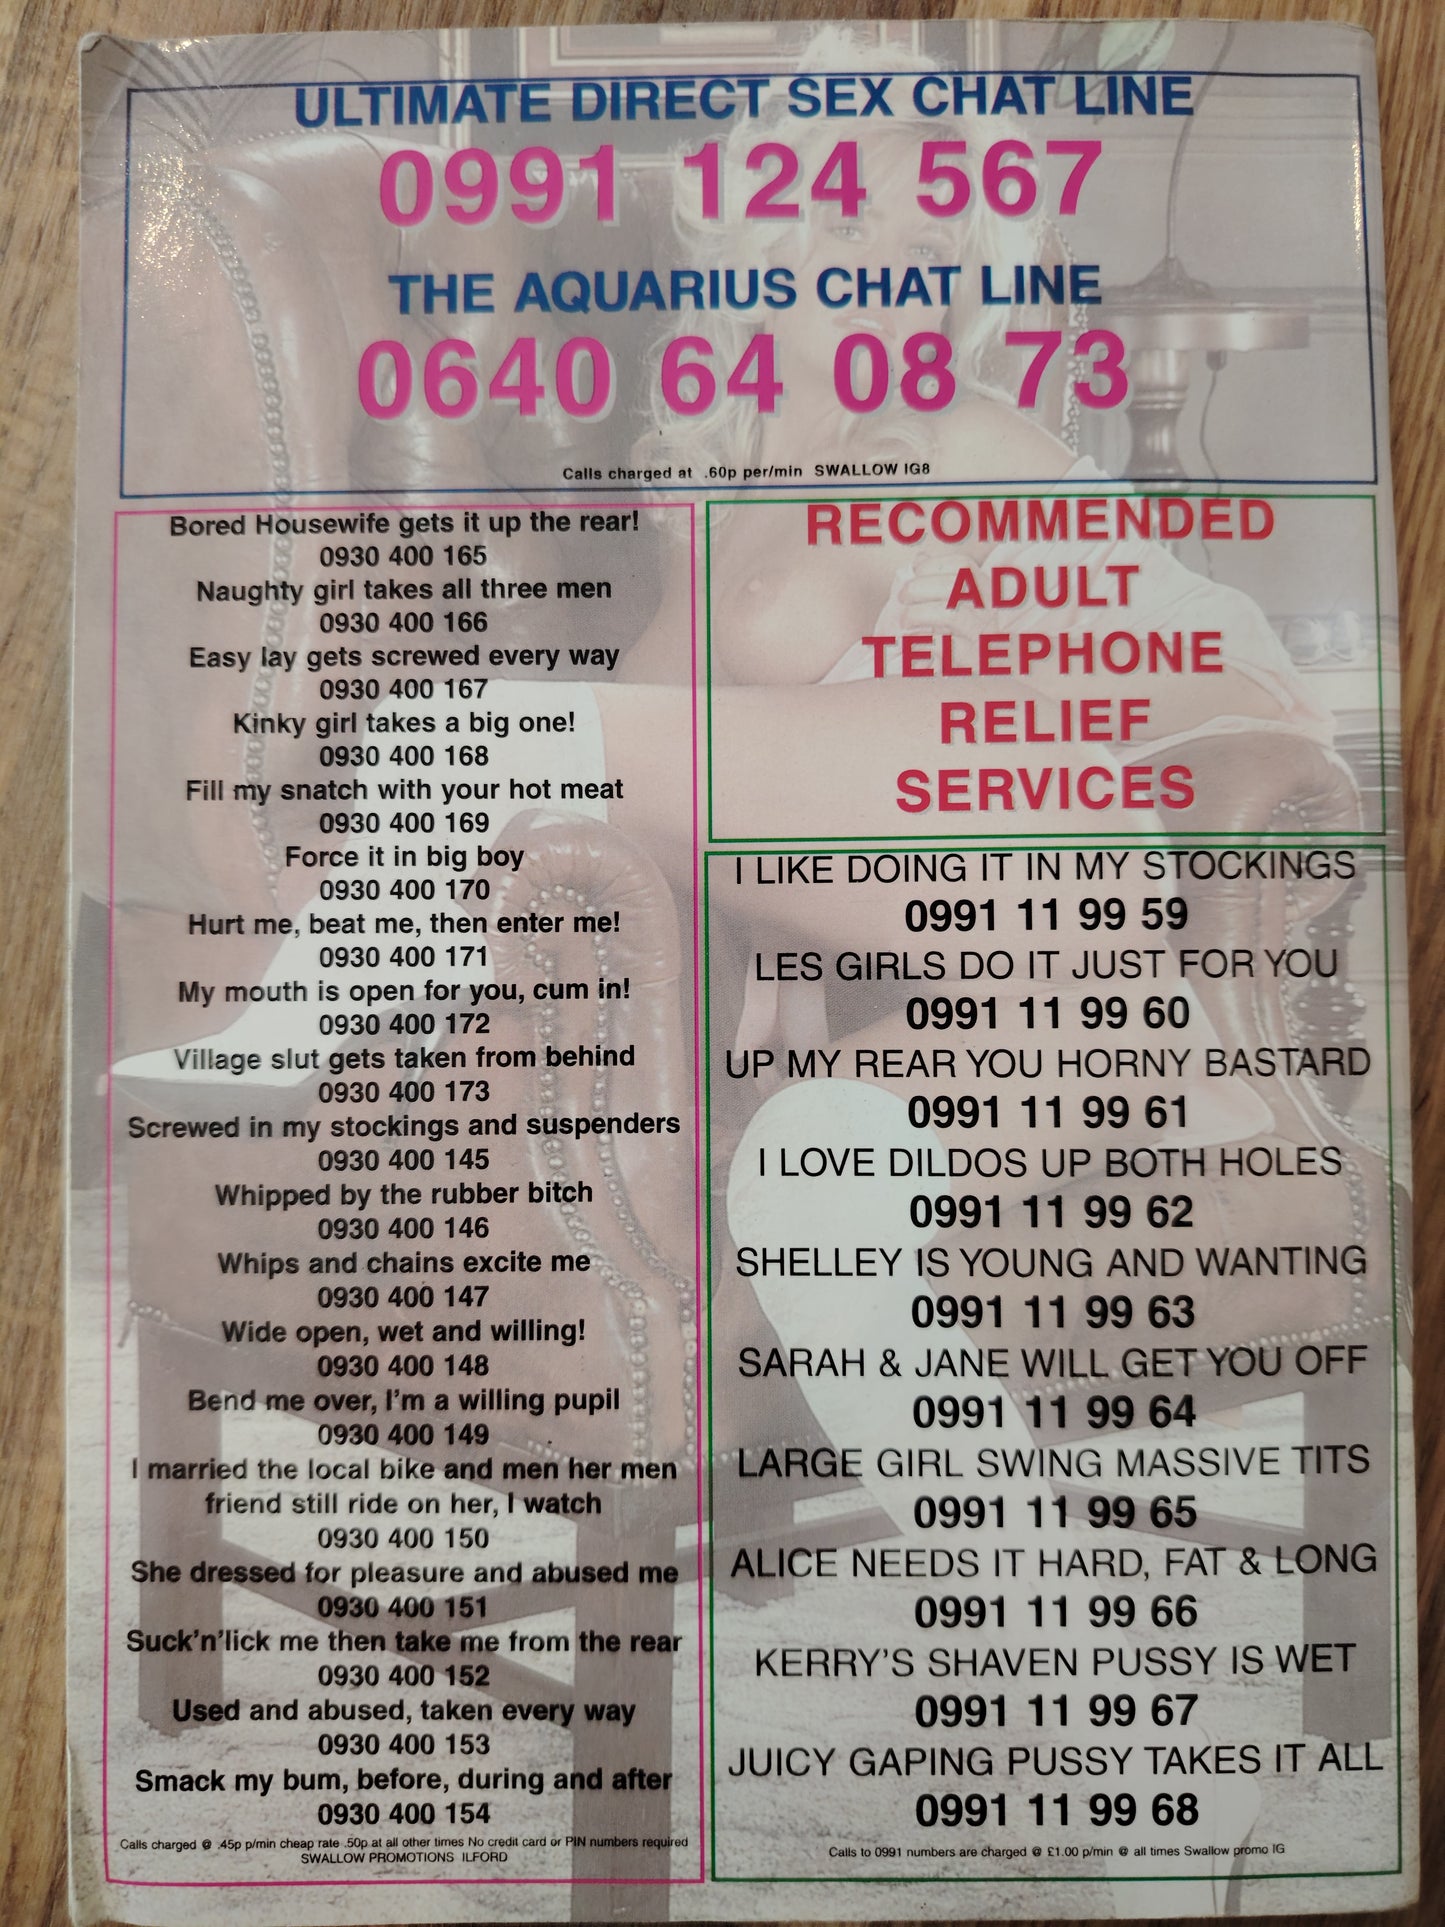 ULTIMATE DIRECT SEX CHAT LINE
0991 124 567
THE AQUARIUS CHAT LINE
0640 64 08 73
Calls charged at .60p per/min SWALLOW IG8
Bored Housewife gets it up the rear!
0930 400 165
Naughty girl takes all three men
0930 400 166
Easy lay gets screwed every way
0930 400 167
Kinky girl takes a big one!
0930 400 168
Fill my snatch with your hot meat
0930 400 169
Force it in big boy
0930 400 170
Hurt me, beat me, then enter me!
0930 400 171
My mouth is open for you, cum in!
0930 400 172
Village slut gets taken from behind
0930 400 173
Screwed in my stockings and suspenders
0930 400 145
Whipped by the rubber bitch
0930 400 146
Whips and chains excite me
0930 400 147
Wide open, wet and willing!
0930 400 148
Bend me over, I'm a willing pupil
0930 400 149
I married the local bike and men her men
friend still ride on her, I watch
0930 400 150
She dressed for pleasure and abused me
0930 400 151
Suck'n'lick me then take me from the rear
0930 400 152
Used and abused, taken every way
0930 400 153
Smack my bum, before, during and after
0930 400 154
Calls charged @ .45p p/min cheap rate .50p at all other times No credit card or PIN numbers required
SWALLOW PROMOTIONS ILFORD
RECOMMENDED
ADULT
TELEPHONE
RELIEF
SERVICES
I LIKE DOING IT IN MY STOCKINGS
0991 11 99 59
LES GIRLS DO IT JUST FOR YOU
0991 11 99 60
UP MY REAR YOU HORNY BASTARD
0991 11 99 61
I LOVE DILDOS UP BOTH HOLES
0991 11 99 62
SHELLEY IS YOUNG AND WANTING
0991 11 99 63
SARAH & JANE WILL GET YOU OFF
0991 11 99 64
LARGE GIRL SWING MASSIVE TITS
0991 11 99 65
ALICE NEEDS IT HARD, FAT & LONG
0991 11 99 66
KERRY'S SHAVEN PUSSY IS WET
0991 11 99 67
JUICY GAPING PUSSY TAKES IT ALL
0991 11 99 68
Calls to 0991 numbers are charged @ £1.00 p/min @ all times Swallow promo IG